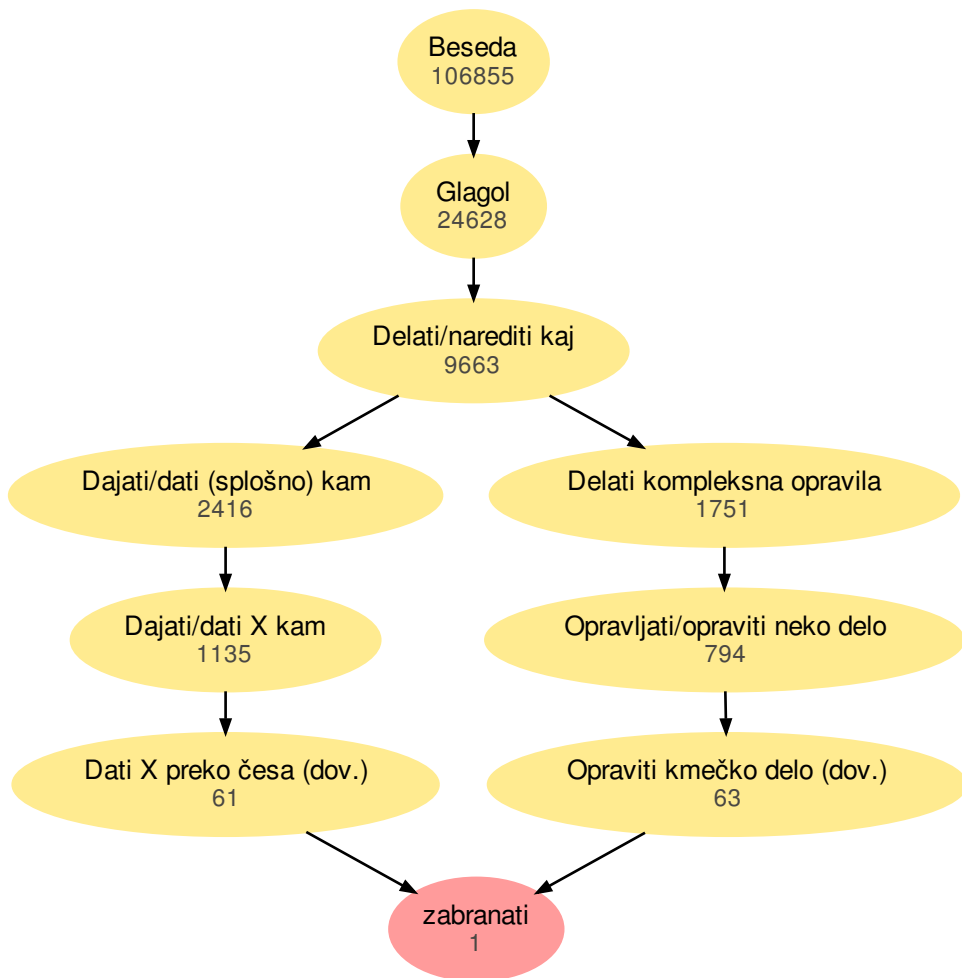 Beseda
106855
Glagol
24628
Delati/narediti kaj
9663
Dajati/dati (splošno) kam
2416
Delati kompleksna opravila
1751
Dajati/dati X kam
1135
Opravljati/opraviti neko delo
794
Dati X preko česa (dov.)
61
Opraviti kmečko delo (dov.)
63
zabranati
1